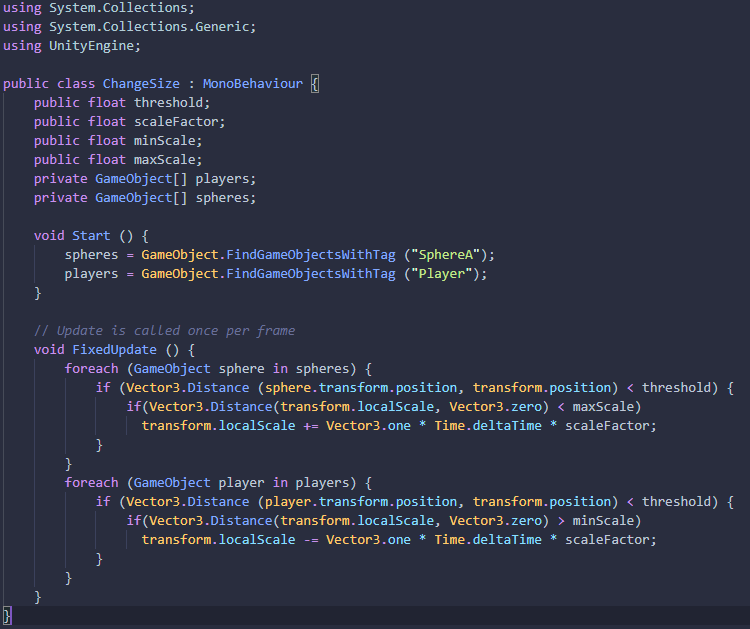 using System.Collections;
using System.Collections.Generic;
using UnityEngine;

public class ChangeSize : MonoBehaviour {
    public float threshold;
    public float scaleFactor;
    public float minScale;
    public float maxScale;
    private GameObject[] players;
    private GameObject[] spheres;

    void Start () {
        spheres = GameObject.FindGameObjectsWithTag ("SphereA");
        players = GameObject.FindGameObjectsWithTag ("Player");
    }

    // Update is called once per frame
    void FixedUpdate () {
        foreach (GameObject sphere in spheres) {
            if (Vector3.Distance (sphere.transform.position, transform.position) < threshold) {
                if(Vector3.Distance(transform.localScale, Vector3.zero) < maxScale)
                  transform.localScale += Vector3.one * Time.deltaTime * scaleFactor;
            }
        }
        foreach (GameObject player in players) {
            if (Vector3.Distance (player.transform.position, transform.position) < threshold) {
                if(Vector3.Distance(transform.localScale, Vector3.zero) > minScale)
                  transform.localScale -= Vector3.one * Time.deltaTime * scaleFactor;
            }
        }
    }
}